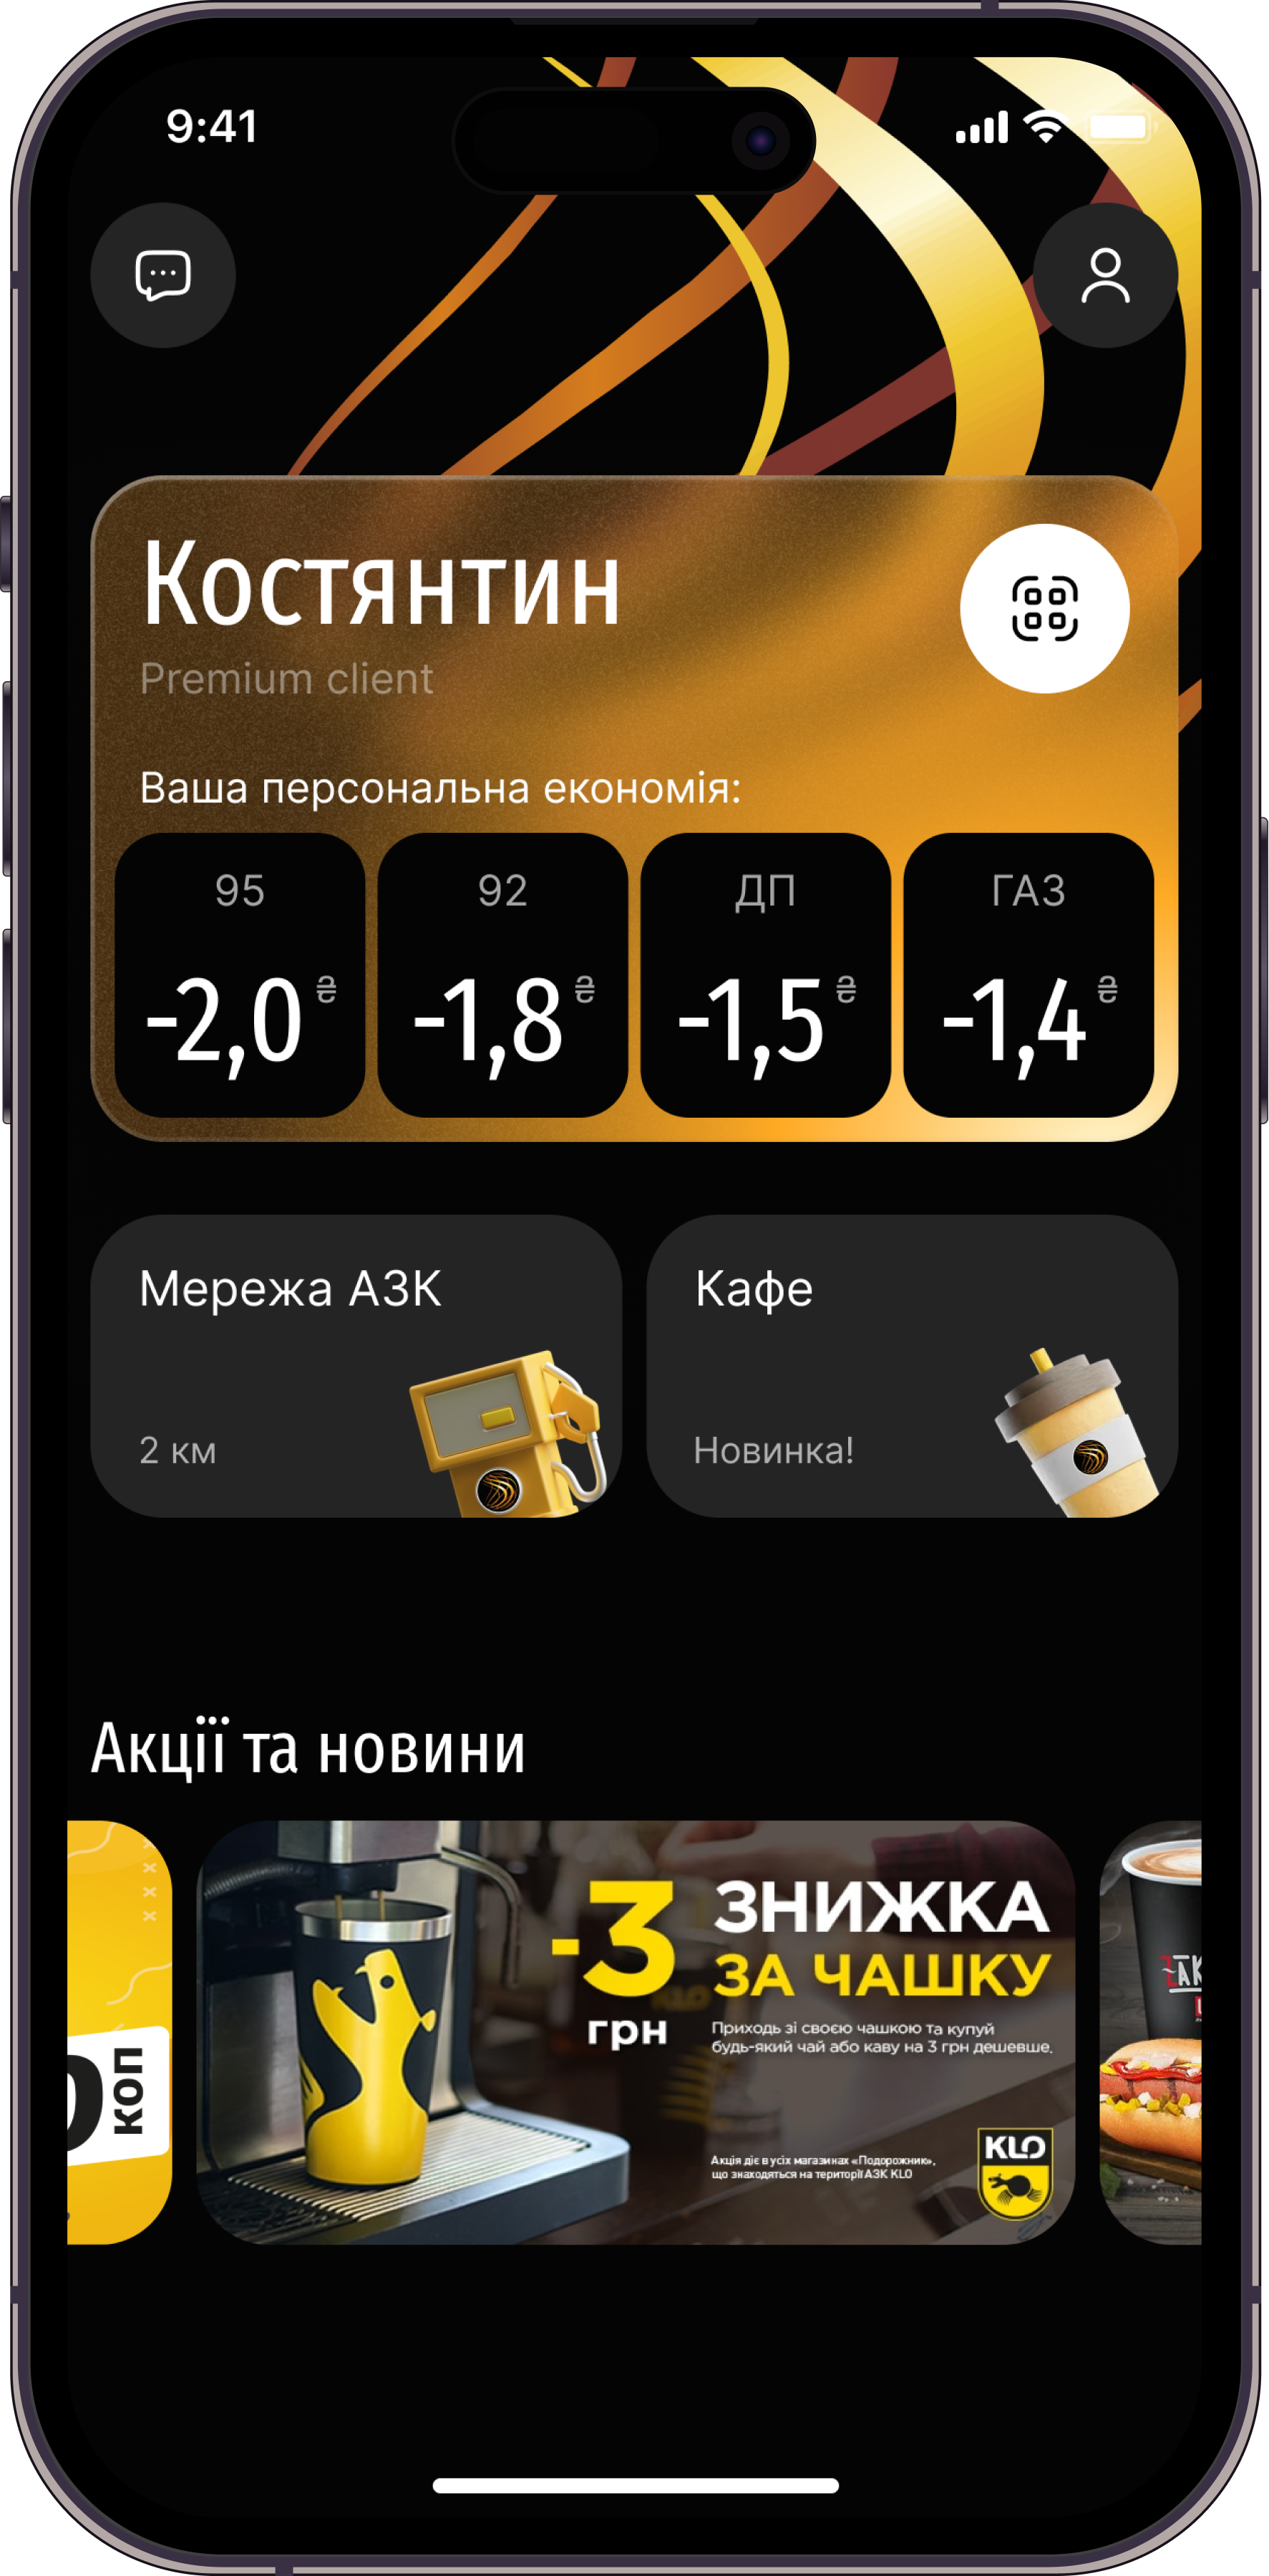 9:41
Костянтин
Premium client
Ваша персональна економія:
95
-2,0 ₴
92
-1,8 ₴
ДП
-1,5 ₴
ГАЗ
-1,4 ₴
Мережа АЗК
2 км
Кафе
Новинка!
Акції та новини
коп
-3
грн
ЗНИЖКА
ЗА ЧАШКУ
Приходь зі своєю чашкою та купуй
будь-який чай або каву на 3 грн дешевше.
Акція діє в усіх магазинах «Подорожник»,
що знаходяться на території АЗК KLO
KLO